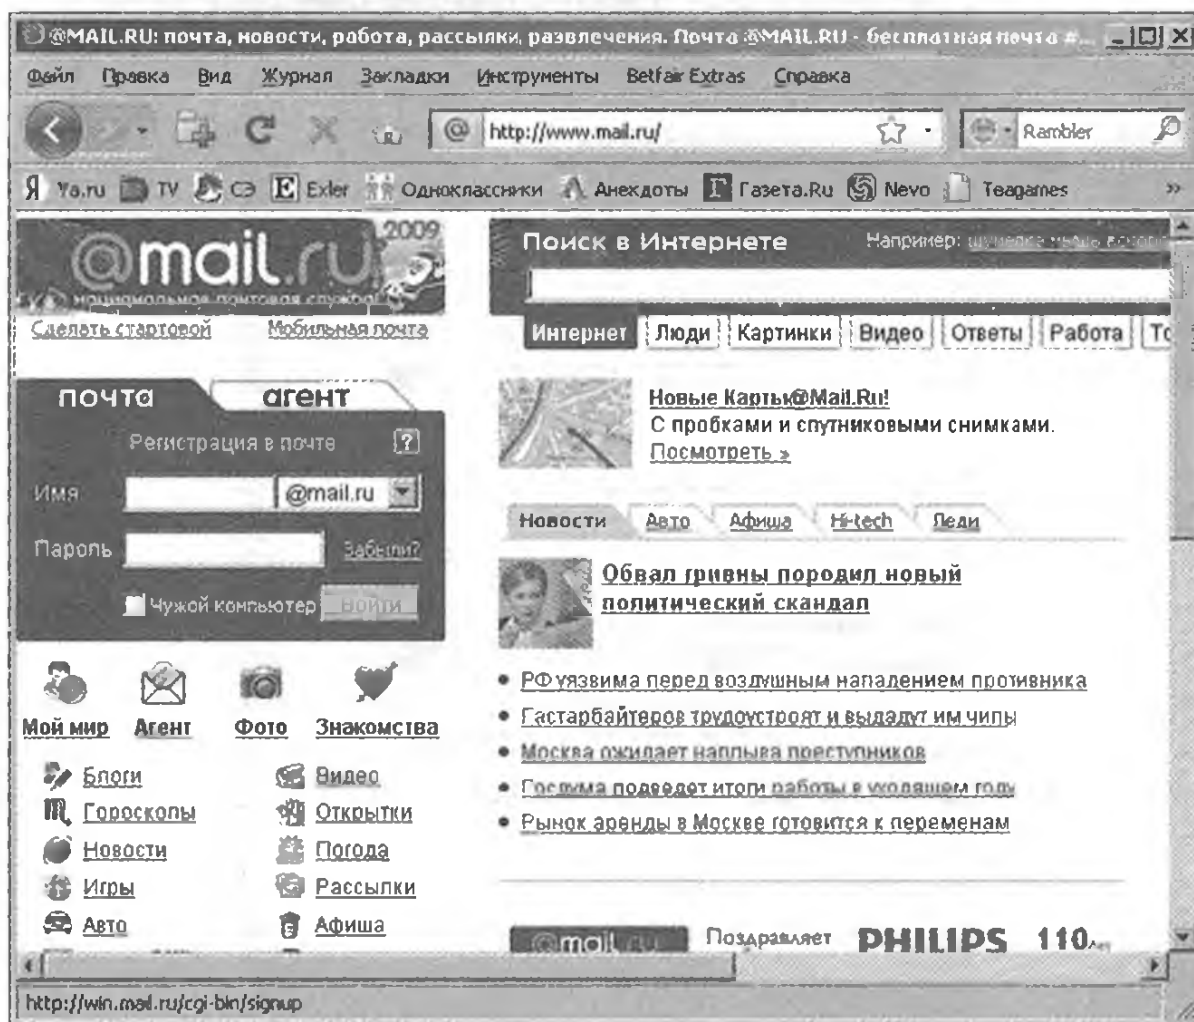 @MAIL.RU: почта, новости, работа, рассылки, развлечения. Почта @MAIL.RU - бесплатная почта #...
Файл Правка Вид Журнал Закладки Инструменты Betfair Extras Справка
http://www.mail.ru/ Rambler
Ya.ru TV СЭ Exler Одноклассники Анекдоты Газета.Ru Nevo Teagames »
@mail.ru 2009
национальная почтовая служба
Сделать стартовой Мобильная почта
Поиск в Интернете Например:
Интернет Люди Картинки Видео Ответы Работа То
почта агент
Регистрация в почте ?
Имя @mail.ru
Пароль Забыли?
Чужой компьютер Войти
Новые Карты@Mail.Ru!
С пробками и спутниковыми снимками.
Посмотреть »
Новости Авто Афиша Hi-tech Леди
Обвал гривны породил новый
политический скандал
РФ уязвима перед воздушным нападением противника
Гастарбайтеров трудоустроят и выдадут им чипы
Москва ожидает наплыва преступников
Госдума подведет итоги работы в уходящем году
Рынок аренды в Москве готовится к переменам
Мой мир Агент Фото Знакомства
Блоги Видео
Гороскопы Открытки
Новости Погода
Игры Рассылки
Авто Афиша
@mail.ru Поздравляет PHILIPS 110
http://win.mail.ru/cgi-bin/signup